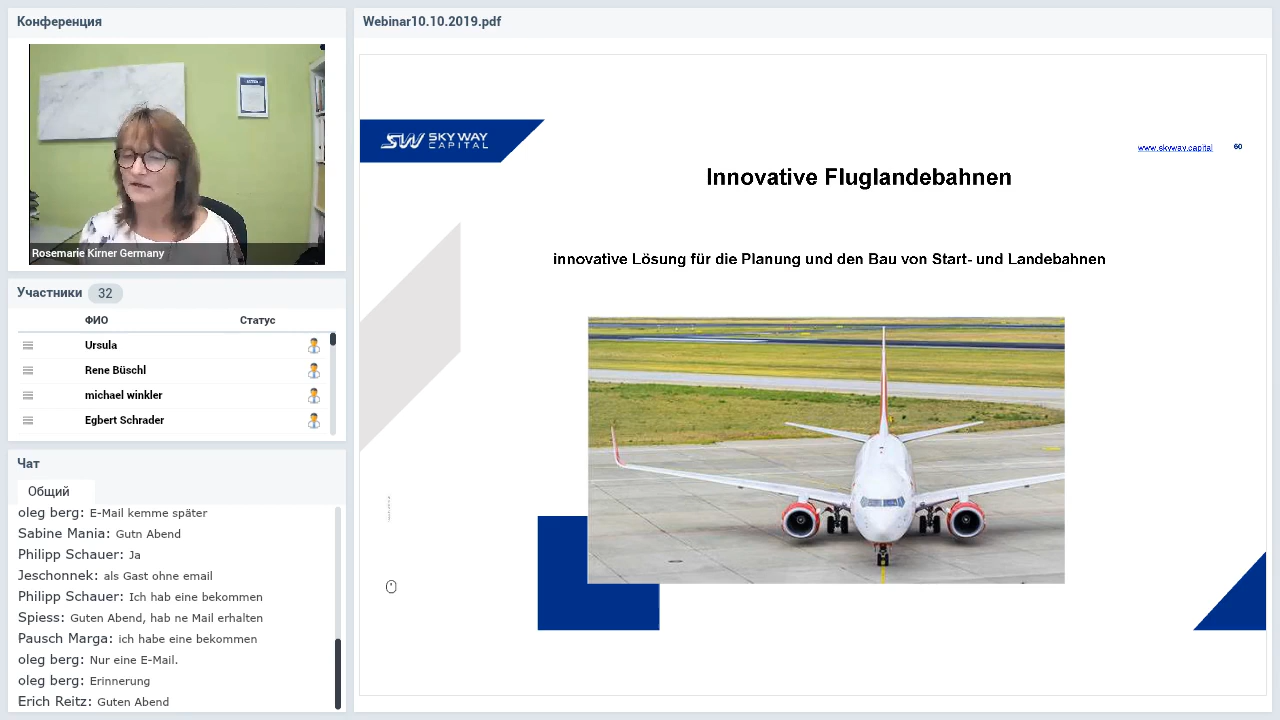 Конференция
Rosemarie Kirner Germany
Участники 32
ФИО Статус
Ursula
Rene Büschl
michael winkler
Egbert Schrader
Чат
Общий
oleg berg: E-Mail kemme später
Sabine Mania: Gutn Abend
Philipp Schauer: Ja
Jeschonnek: als Gast ohne email
Philipp Schauer: Ich hab eine bekommen
Spiess: Guten Abend, hab ne Mail erhalten
Pausch Marga: ich habe eine bekommen
oleg berg: Nur eine E-Mail.
oleg berg: Erinnerung
Erich Reitz: Guten Abend
Webinar10.10.2019.pdf
SW SKY WAY
CAPITAL
www.skyway.capital 60
Innovative Fluglandebahnen
innovative Lösung für die Planung und den Bau von Start- und Landebahnen